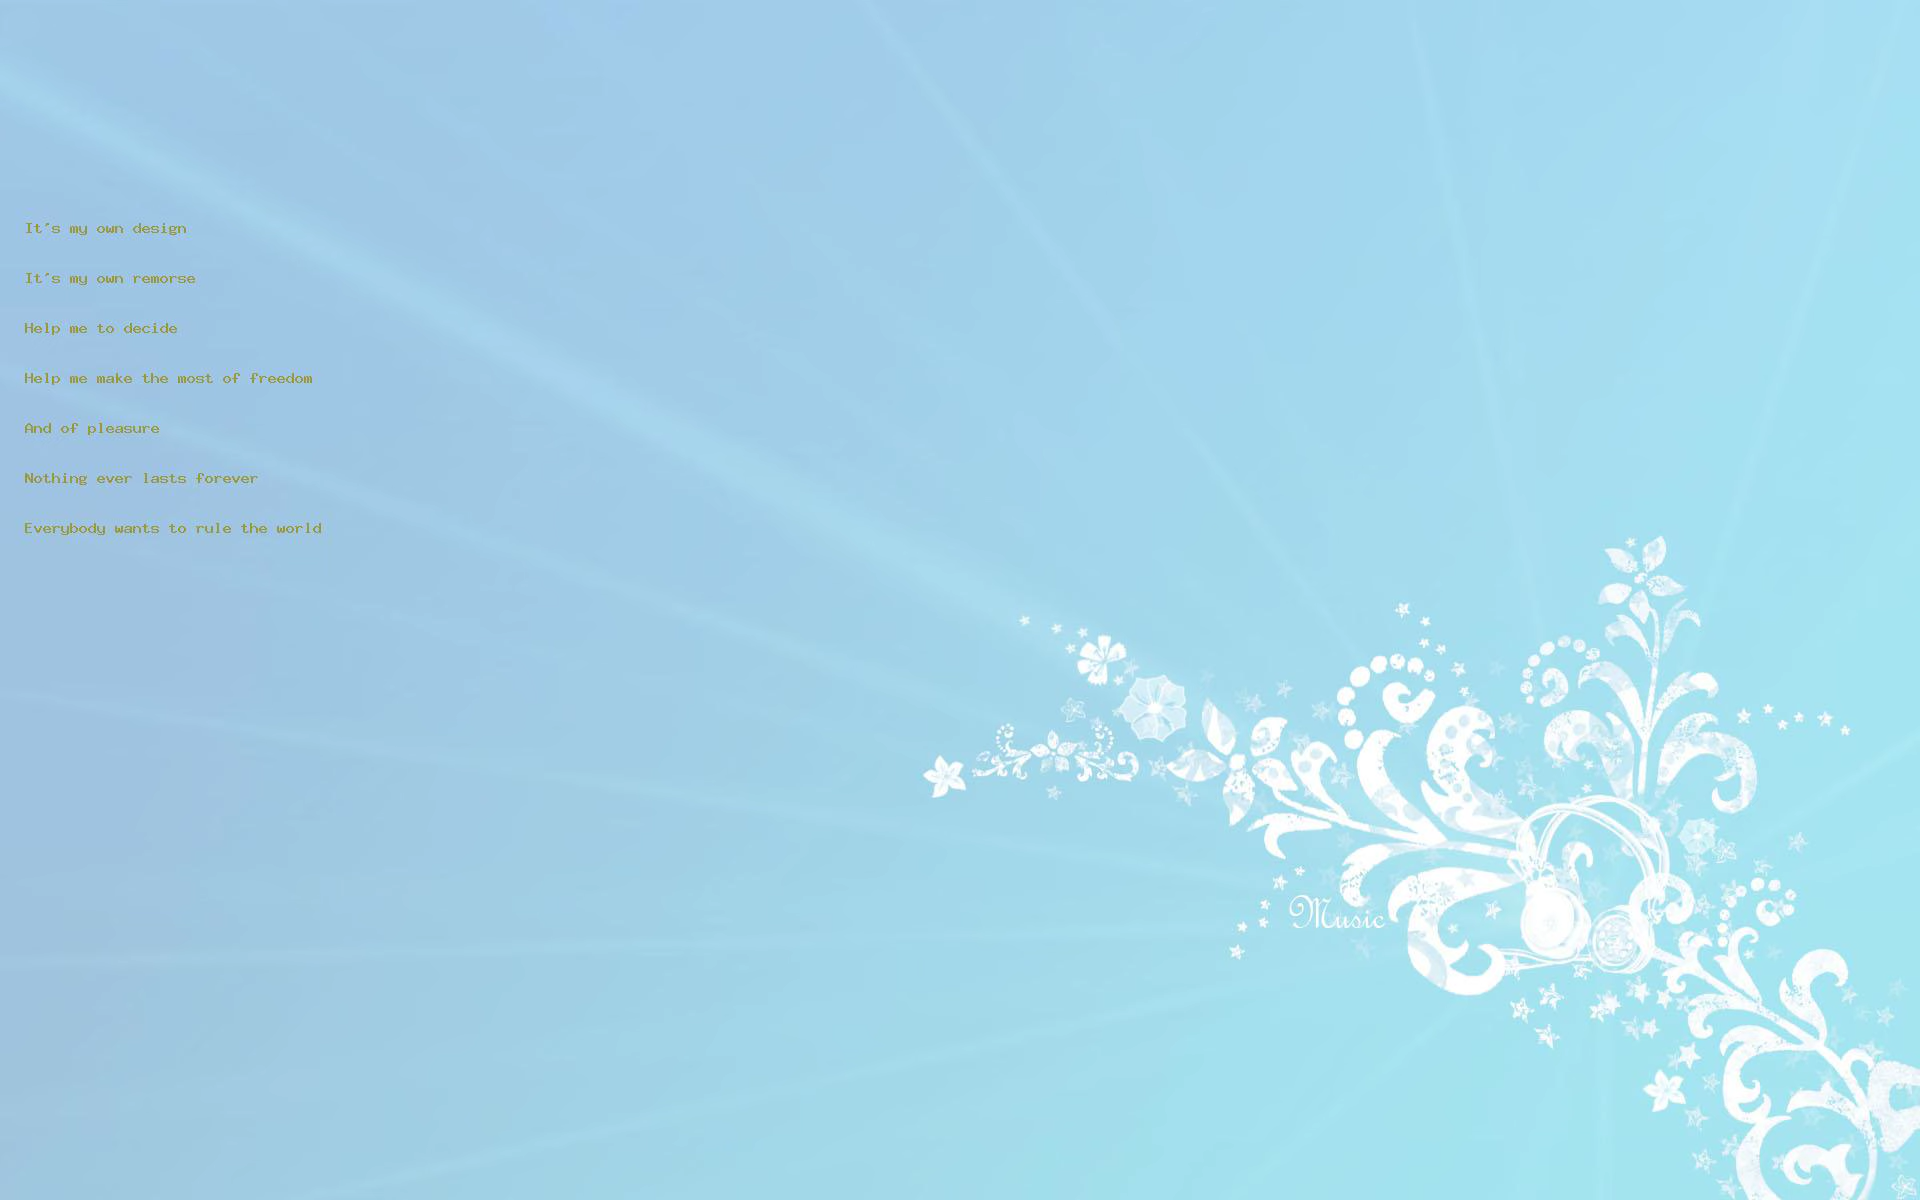 It's my own design
It's my own remorse
Help me to decide
Help me make the most of freedom
And of pleasure
Nothing ever lasts forever
Everybody wants to rule the world
Music